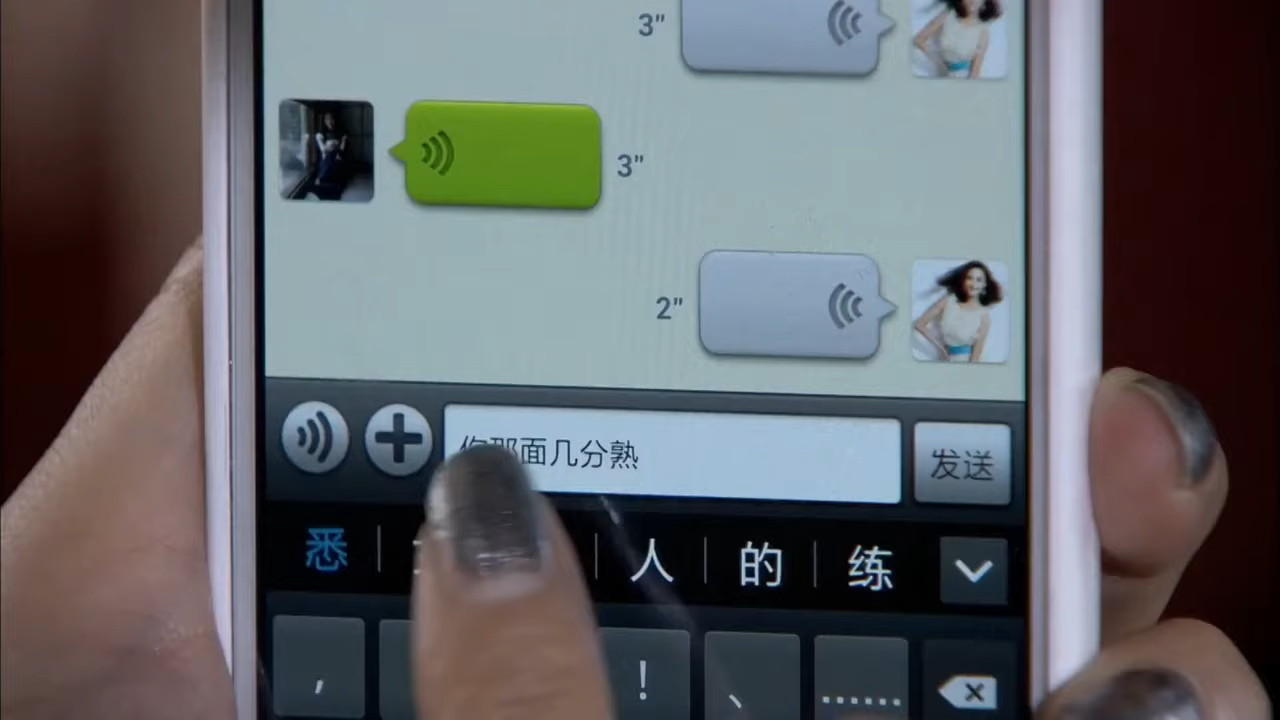 3"
3"
2"
你那面几分熟
发送
悉
人
的
练
,
!
、
......